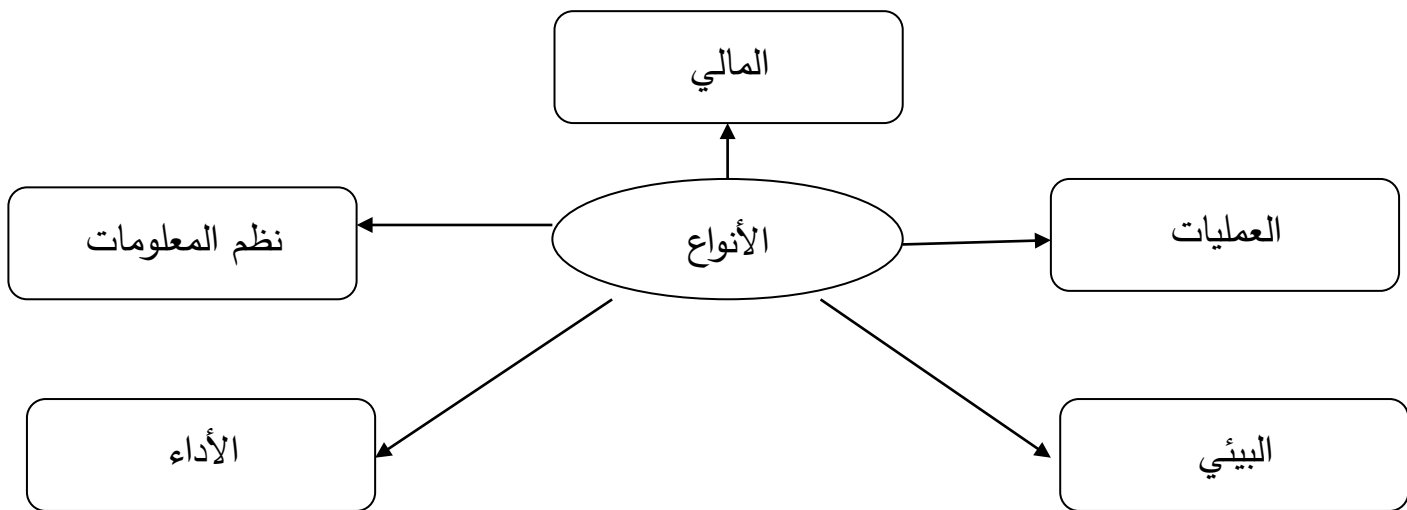 المالي
العمليات
الأنواع
نظم المعلومات
البيئي
الأداء